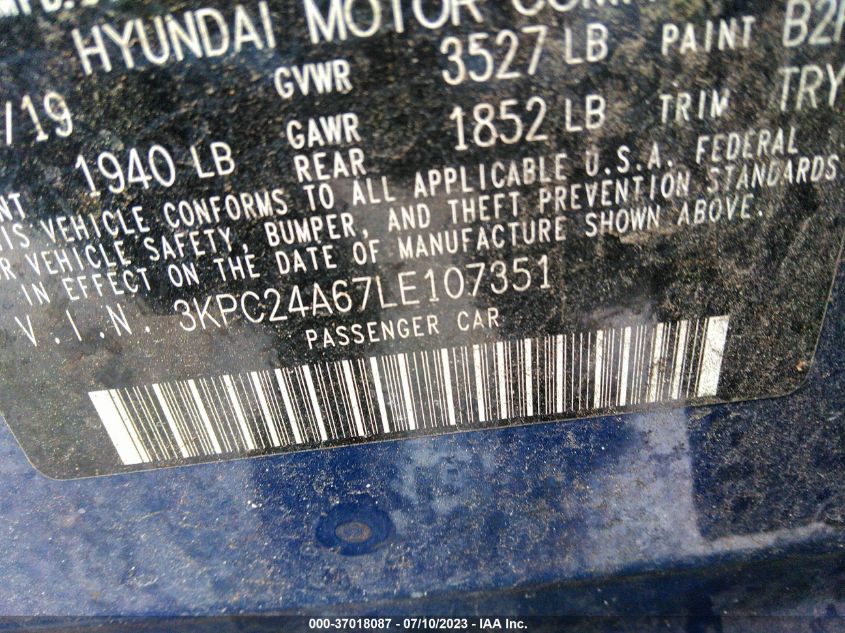 HYUNDAI MOTOR
/19 GVWR 3527 LB PAINT
1940 LB GAWR REAR 1852 LB TRIM TRY
THIS VEHICLE CONFORMS TO ALL APPLICABLE U.S.A. FEDERAL
VEHICLE SAFETY, BUMPER, AND THEFT PREVENTION STANDARDS
IN EFFECT ON THE DATE OF MANUFACTURE SHOWN ABOVE.
V.I.N. 3KPC24A67LE107351
PASSENGER CAR
000-37018087 - 07/10/2023 - IAA Inc.